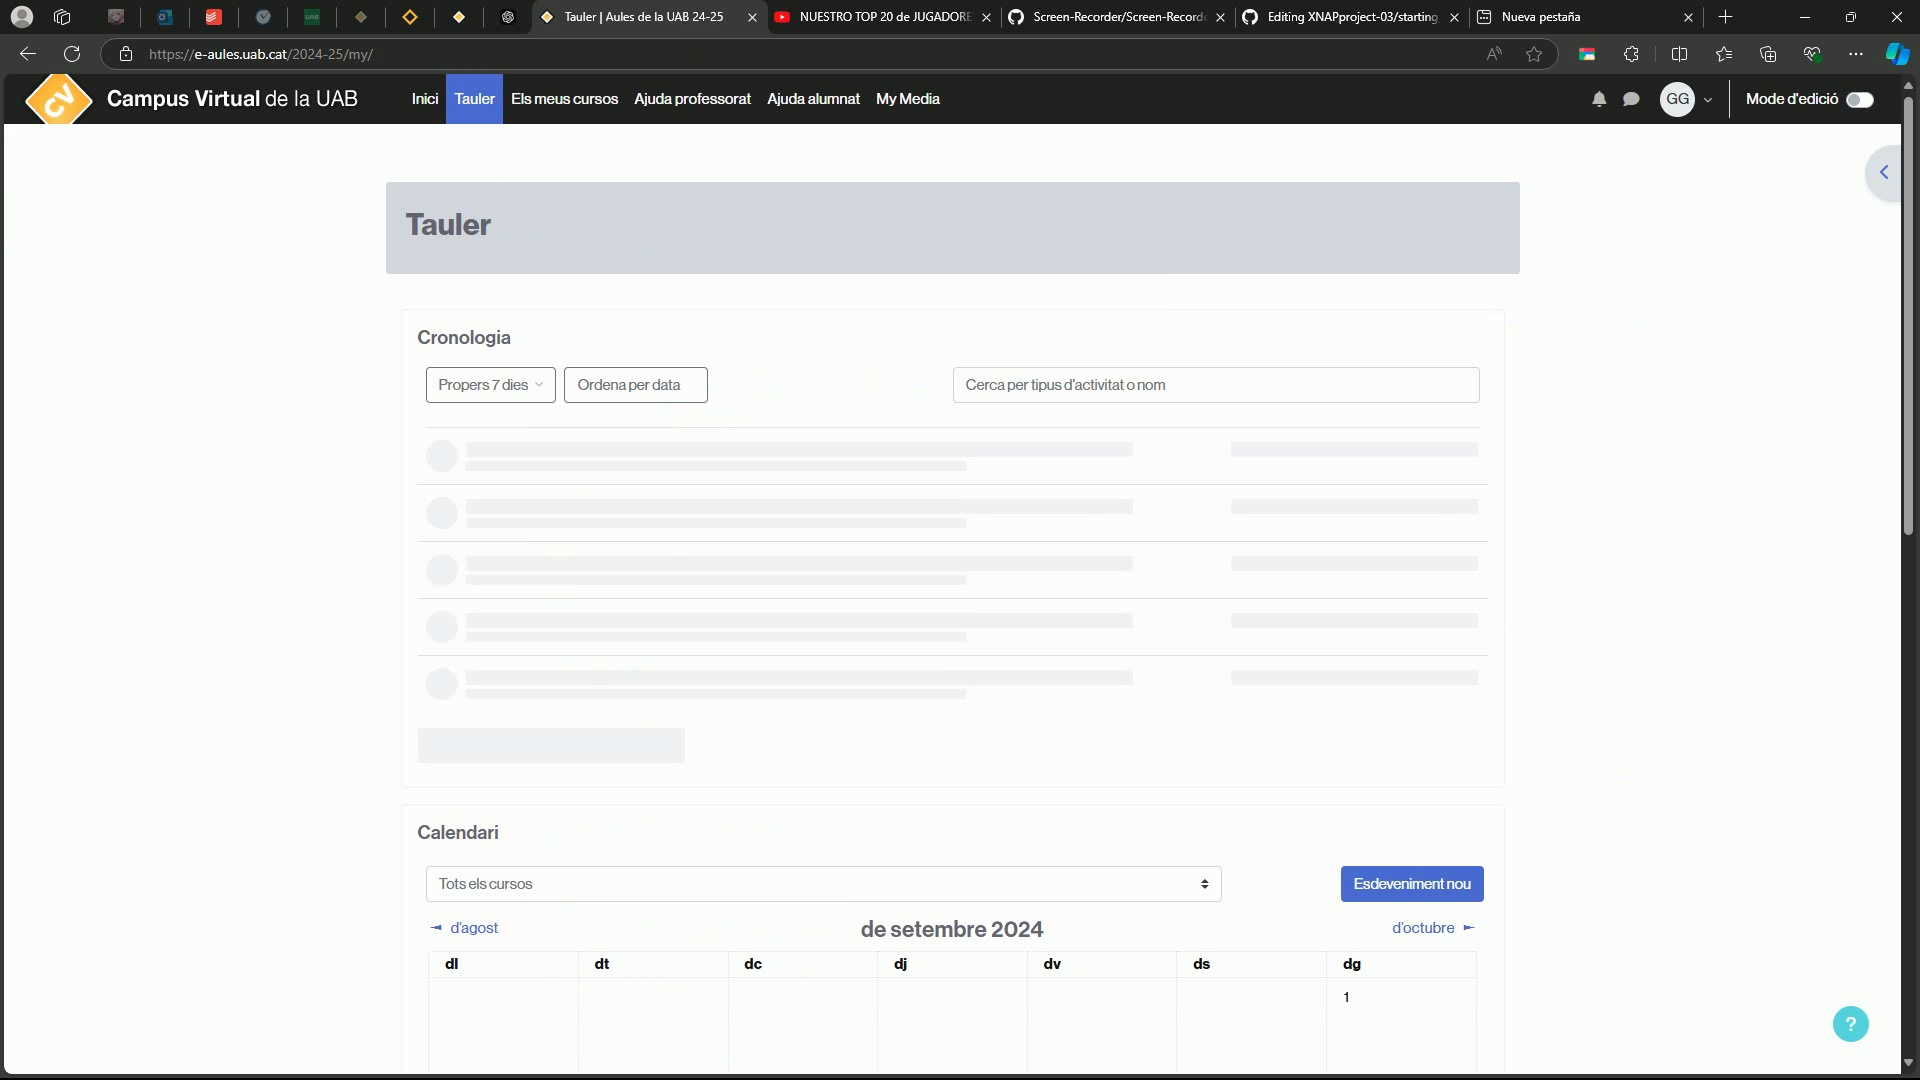 Tauler | Aules de la UAB 24-25
NUESTRO TOP 20 de JUGADORE
Screen-Recorder/Screen-Recorde
Editing XNAPproject-03/starting
Nueva pestaña
https://e-aules.uab.cat/2024-25/my/
CV
Campus Virtual de la UAB
Inici
Tauler
Els meus cursos
Ajuda professorat
Ajuda alumnat
My Media
GG
Mode d'edició
Tauler
Cronologia
Propers 7 dies
Ordena per data
Cerca per tipus d'activitat o nom
Calendari
Tots els cursos
Esdeveniment nou
◄ d'agost
de setembre 2024
d'octubre ►
dl
dt
dc
dj
dv
ds
dg
1
?